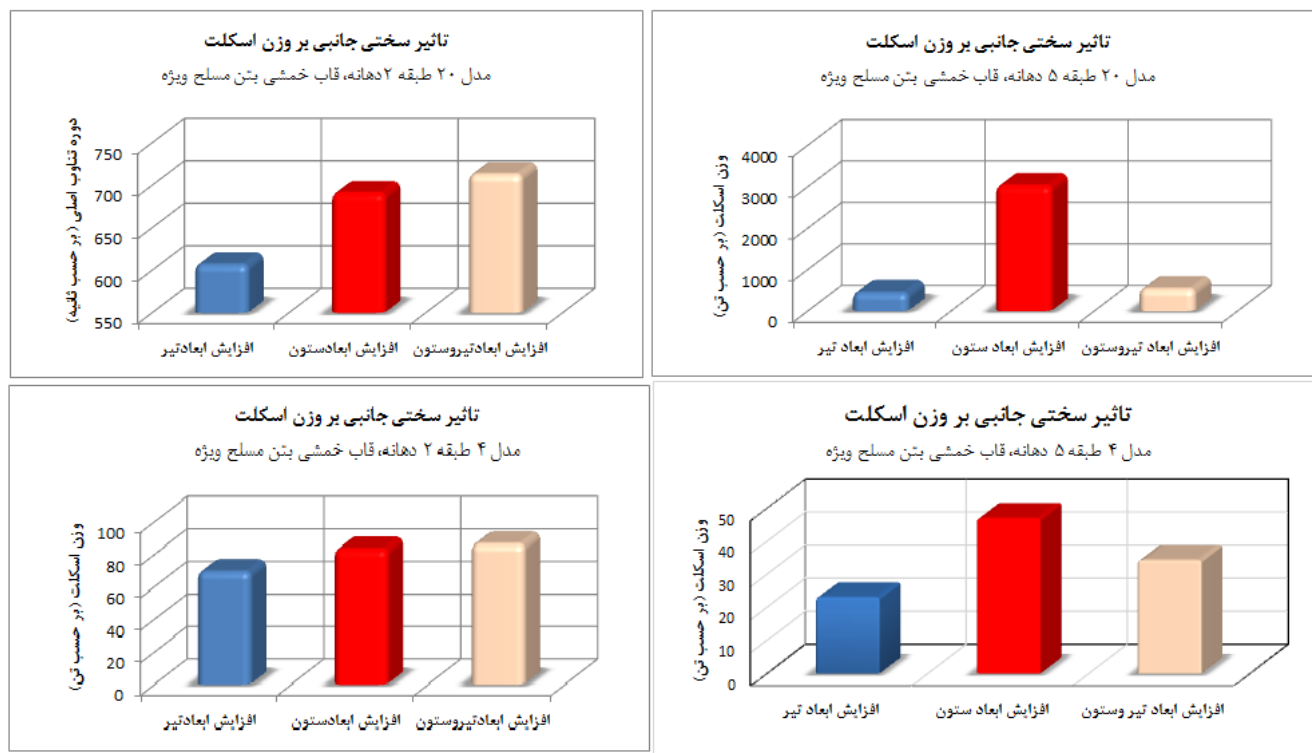 تاثیر سختی جانبی بر وزن اسکلت
مدل ۲۰ طبقه ۲دهانه، قاب خمشی بتن مسلح ویژه
دوره تناوب اصلی (بر حسب ثانیه)
750
700
650
600
550
افزایش ابعادتیر
افزایش ابعادستون
افزایش ابعادتیروستون
تاثیر سختی جانبی بر وزن اسکلت
مدل ۲۰ طبقه ۵ دهانه، قاب خمشی بتن مسلح ویژه
وزن اسکلت (بر حسب تن)
4000
3000
2000
1000
0
افزایش ابعاد تیر
افزایش ابعاد ستون
افزایش ابعاد تیروستون
تاثیر سختی جانبی بر وزن اسکلت
مدل ۴ طبقه ۲ دهانه، قاب خمشی بتن مسلح ویژه
وزن اسکلت (بر حسب تن)
100
80
60
40
20
0
افزایش ابعادتیر
افزایش ابعادستون
افزایش ابعادتیروستون
تاثیر سختی جانبی بر وزن اسکلت
مدل ۴ طبقه ۵ دهانه، قاب خمشی بتن مسلح ویژه
وزن اسکلت (بر حسب تن)
50
40
30
20
10
0
افزایش ابعاد تیر
افزایش ابعاد ستون
افزایش ابعاد تیر وستون